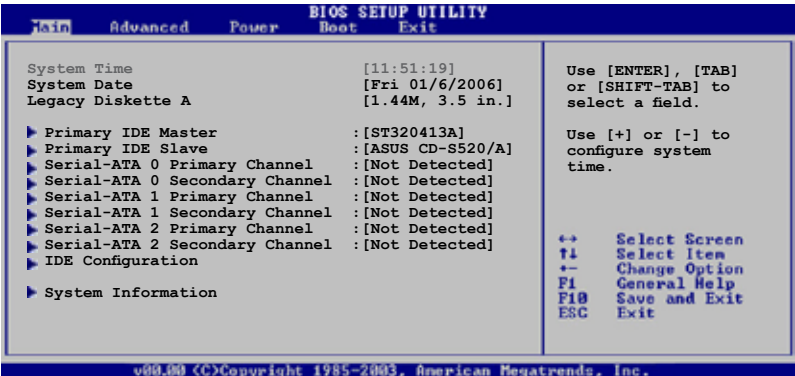 BIOS SETUP UTILITY
Main Advanced Power Boot Exit
System Time [11:51:19]
System Date [Fri 01/6/2006]
Legacy Diskette A [1.44M, 3.5 in.]
Primary IDE Master :[ST320413A]
Primary IDE Slave :[ASUS CD-S520/A]
Serial-ATA 0 Primary Channel :[Not Detected]
Serial-ATA 0 Secondary Channel :[Not Detected]
Serial-ATA 1 Primary Channel :[Not Detected]
Serial-ATA 1 Secondary Channel :[Not Detected]
Serial-ATA 2 Primary Channel :[Not Detected]
Serial-ATA 2 Secondary Channel :[Not Detected]
IDE Configuration
System Information
Use [ENTER], [TAB]
or [SHIFT-TAB] to
select a field.
Use [+] or [-] to
configure system
time.
↔ Select Screen
↑↓ Select Item
+- Change Option
F1 General Help
F10 Save and Exit
ESC Exit
v00.00 (C)Copyright 1985-2003, American Megatrends, Inc.